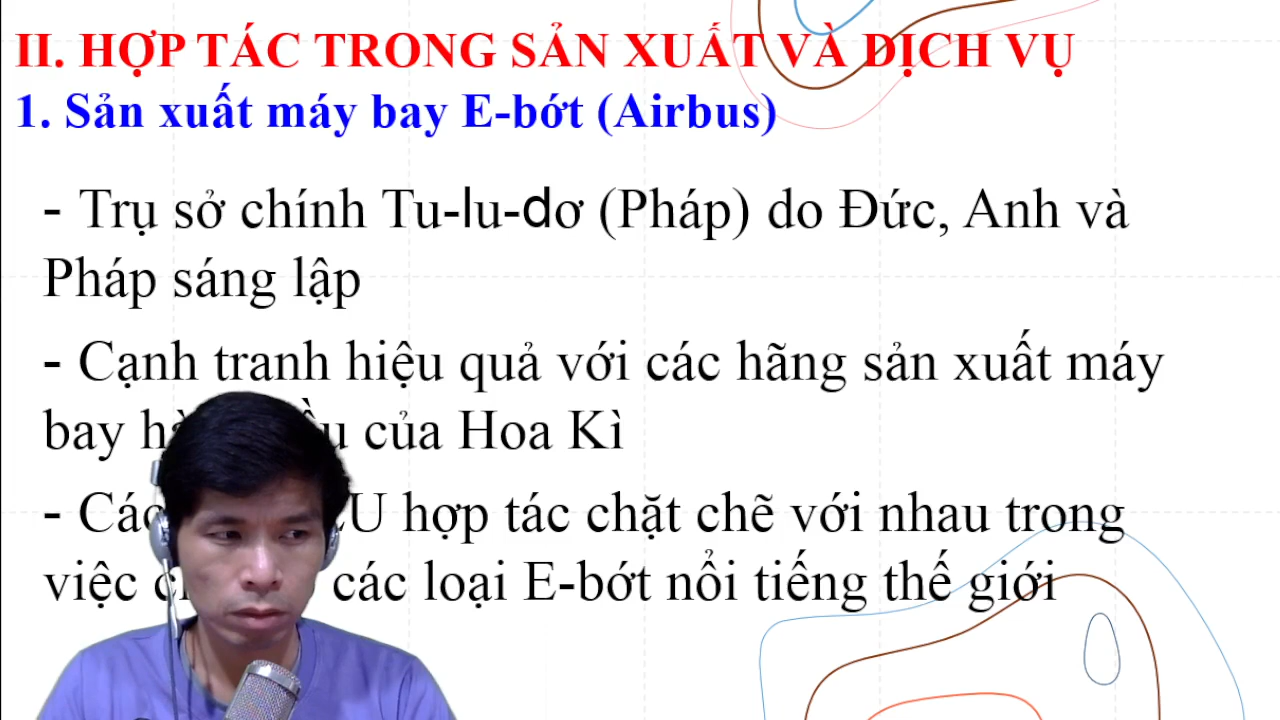 II. HỢP TÁC TRONG SẢN XUẤT VÀ DỊCH VỤ
1. Sản xuất máy bay E-bớt (Airbus)
- Trụ sở chính Tu-lu-dơ (Pháp) do Đức, Anh và
Pháp sáng lập
- Cạnh tranh hiệu quả với các hãng sản xuất máy
bay của Hoa Kì
- EU hợp tác chặt chẽ với nhau trong
việc các loại E-bớt nổi tiếng thế giới